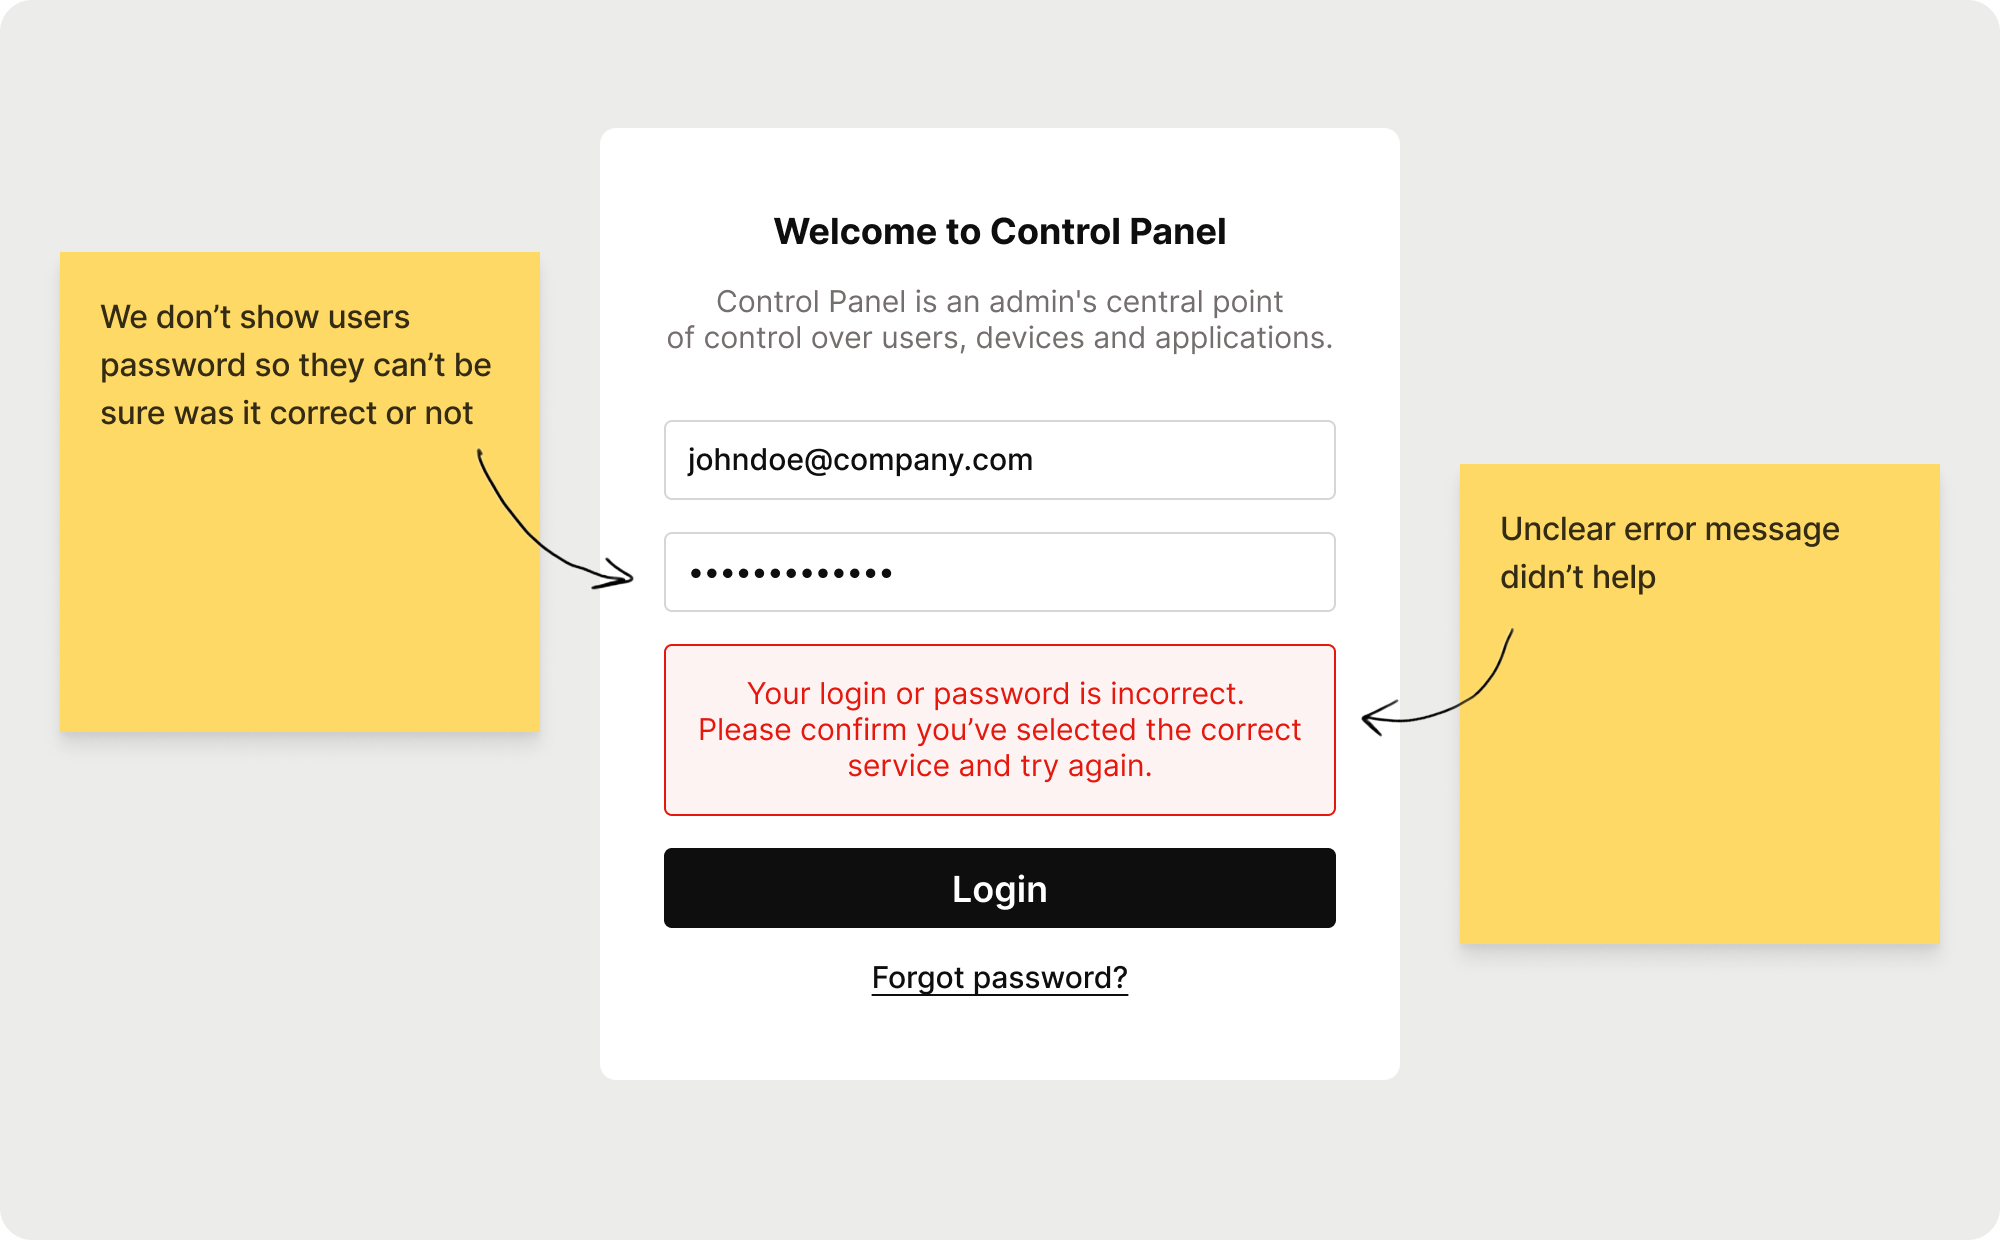 We don’t show users
password so they can’t be
sure was it correct or not
Welcome to Control Panel
Control Panel is an admin's central point
of control over users, devices and applications.
johndoe@company.com
•••••••••••••
Your login or password is incorrect.
Please confirm you’ve selected the correct
service and try again.
Login
Forgot password?
Unclear error message
didn’t help